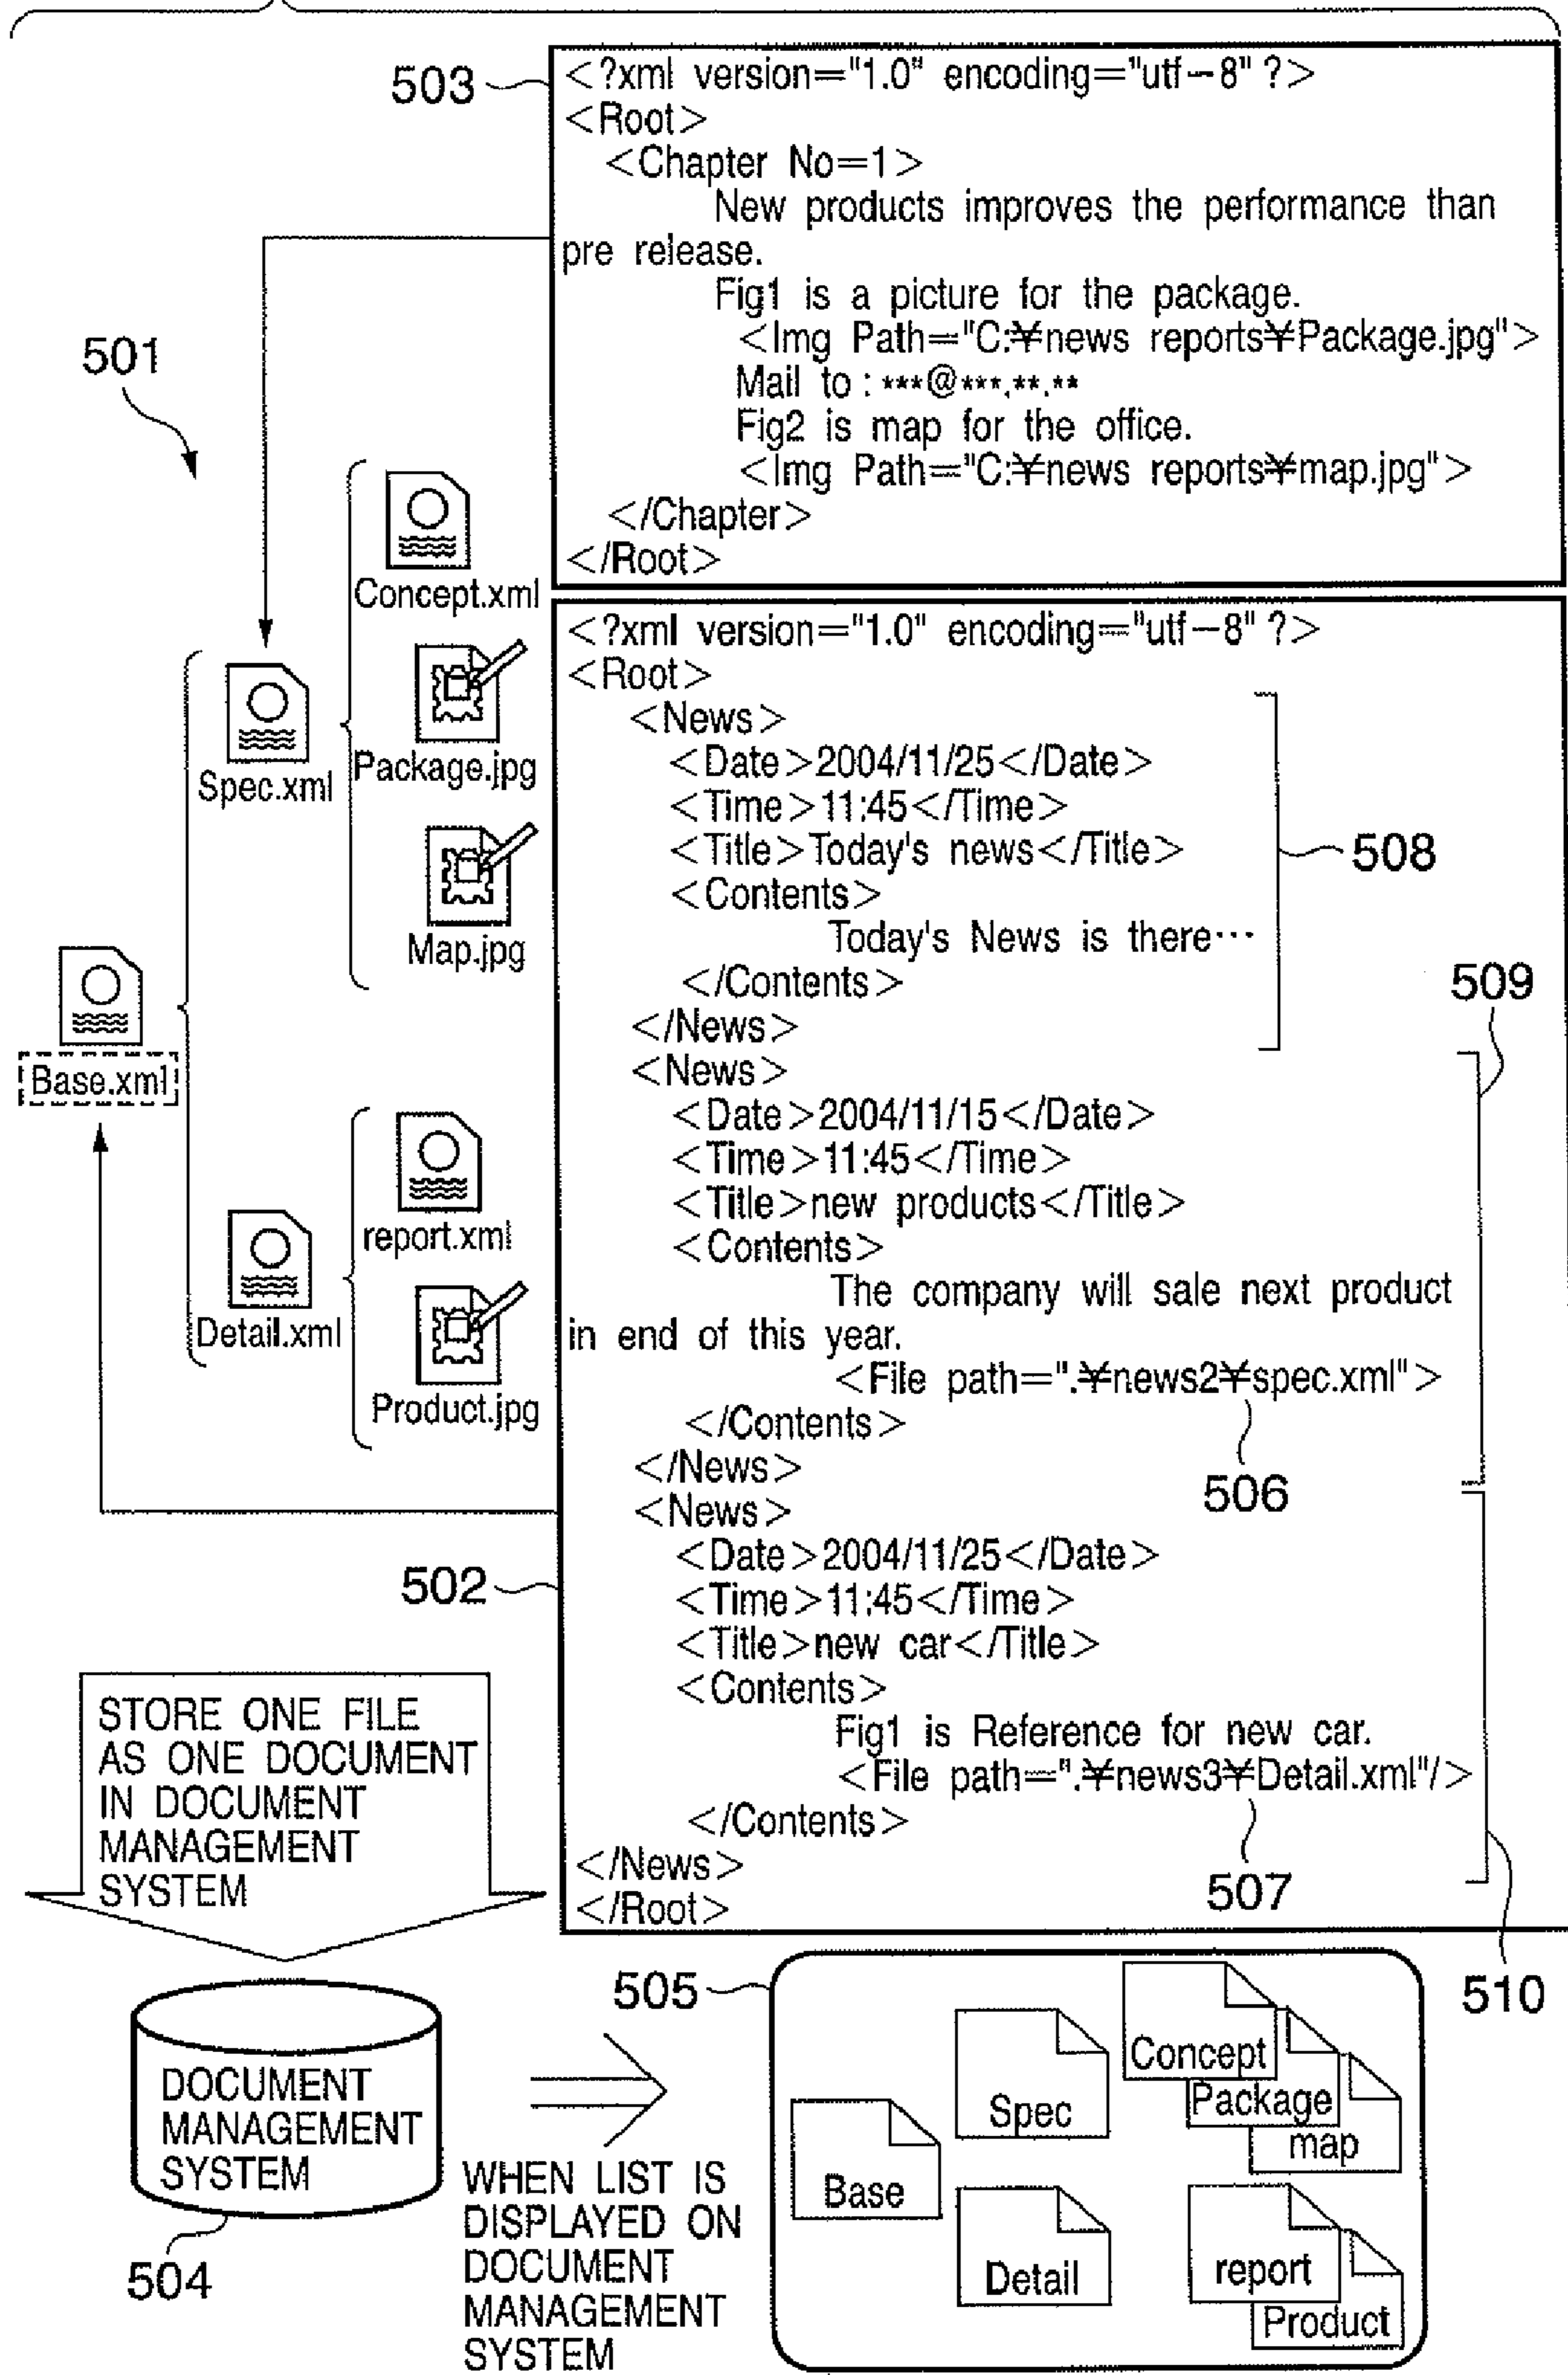 503
<?xml version="1.0" encoding="utf-8"?>
<Root>
<Chapter No=1>
New products improves the performance than
pre release.
Fig1 is a picture for the package.
<Img Path="C:¥news reports¥Package.jpg">
Mail to : ***@***.**.**
Fig2 is map for the office.
<Img Path="C:¥news reports¥map.jpg">
</Chapter>
</Root>
501
Concept.xml
Package.jpg
Map.jpg
Spec.xml
Base.xml
report.xml
Product.jpg
Detail.xml
<?xml version="1.0" encoding="utf-8"?>
<Root>
<News>
<Date>2004/11/25</Date>
<Time>11:45</Time>
<Title>Today's news</Title>
<Contents>
Today's News is there…
</Contents>
</News>
508
<News>
<Date>2004/11/15</Date>
<Time>11:45</Time>
<Title>new products</Title>
<Contents>
The company will sale next product
in end of this year.
<File path=".¥news2¥spec.xml">
</Contents>
</News>
509
506
<News>
<Date>2004/11/25</Date>
<Time>11:45</Time>
<Title>new car</Title>
<Contents>
Fig1 is Reference for new car.
<File path=".¥news3¥Detail.xml"/>
</Contents>
</News>
</Root>
502
507
510
STORE ONE FILE
AS ONE DOCUMENT
IN DOCUMENT
MANAGEMENT
SYSTEM
DOCUMENT
MANAGEMENT
SYSTEM
504
WHEN LIST IS
DISPLAYED ON
DOCUMENT
MANAGEMENT
SYSTEM
505
Base
Spec
Concept
Package
map
Detail
report
Product